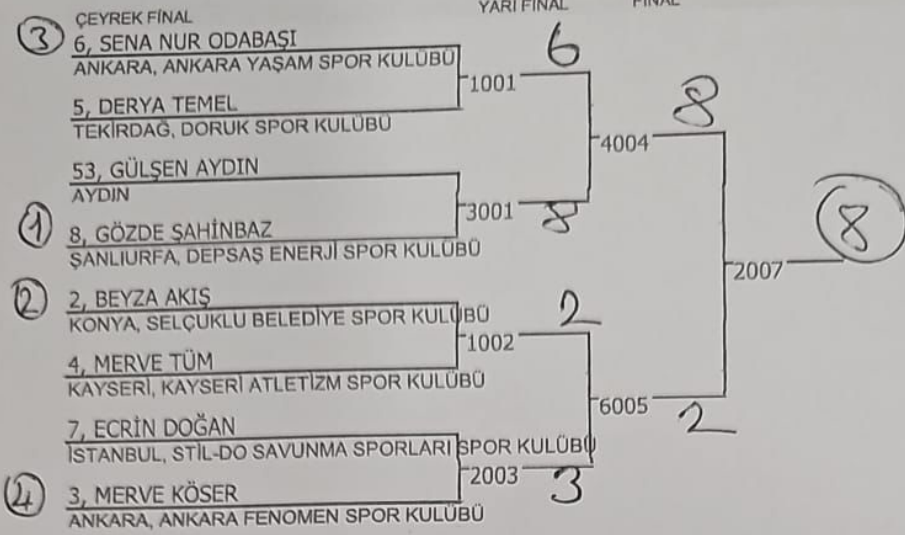 ÇEYREK FİNAL
YARI FİNAL
FİNAL
3
6, SENA NUR ODABAŞI
ANKARA, ANKARA YAŞAM SPOR KULÜBÜ
1001
6
5, DERYA TEMEL
TEKİRDAĞ, DORUK SPOR KULÜBÜ
4004
8
53, GÜLŞEN AYDIN
AYDIN
3001
8
1
8, GÖZDE ŞAHİNBAZ
ŞANLIURFA, DEPSAŞ ENERJİ SPOR KULÜBÜ
2007
8
2
2, BEYZA AKIŞ
KONYA, SELÇUKLU BELEDİYE SPOR KULÜBÜ
1002
2
4, MERVE TÜM
KAYSERİ, KAYSERİ ATLETİZM SPOR KULÜBÜ
6005
2
7, ECRİN DOĞAN
İSTANBUL, STİL-DO SAVUNMA SPORLARI SPOR KULÜBÜ
2003
3
4
3, MERVE KÖSER
ANKARA, ANKARA FENOMEN SPOR KULÜBÜ